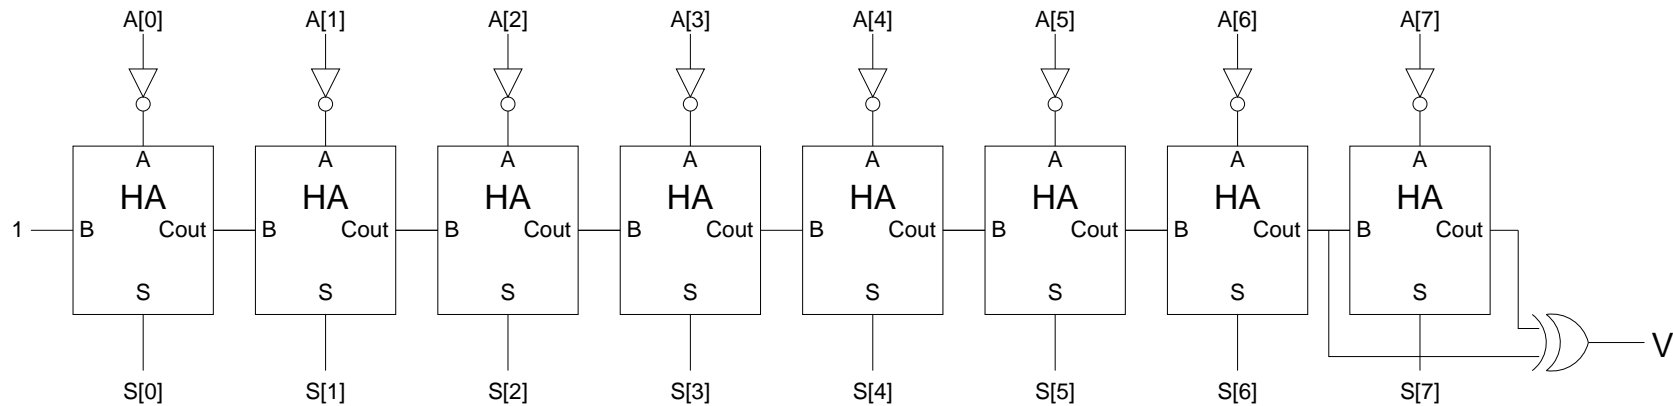 A[0] A[1] A[2] A[3] A[4] A[5] A[6] A[7]
A A A A A A A A
HA HA HA HA HA HA HA HA
1 B Cout B Cout B Cout B Cout B Cout B Cout B Cout B Cout
S S S S S S S S
V
S[0] S[1] S[2] S[3] S[4] S[5] S[6] S[7]